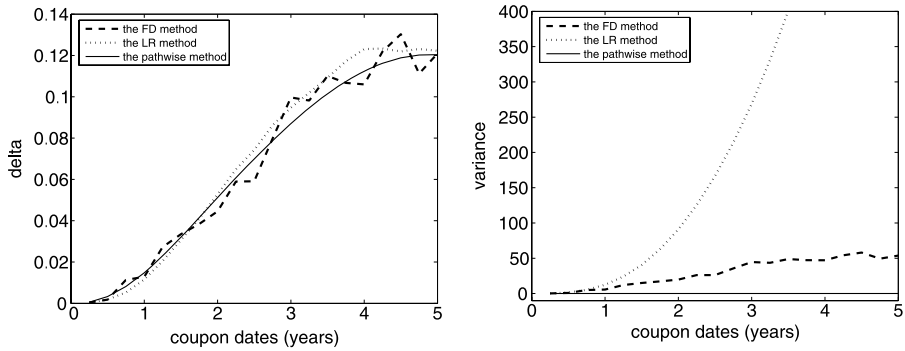 0.14
0.12
0.1
0.08
0.06
0.04
0.02
0
delta
the FD method
the LR method
the pathwise method
0 1 2 3 4 5
coupon dates (years)
400
350
300
250
200
150
100
50
0
variance
the FD method
the LR method
the pathwise method
0 1 2 3 4 5
coupon dates (years)